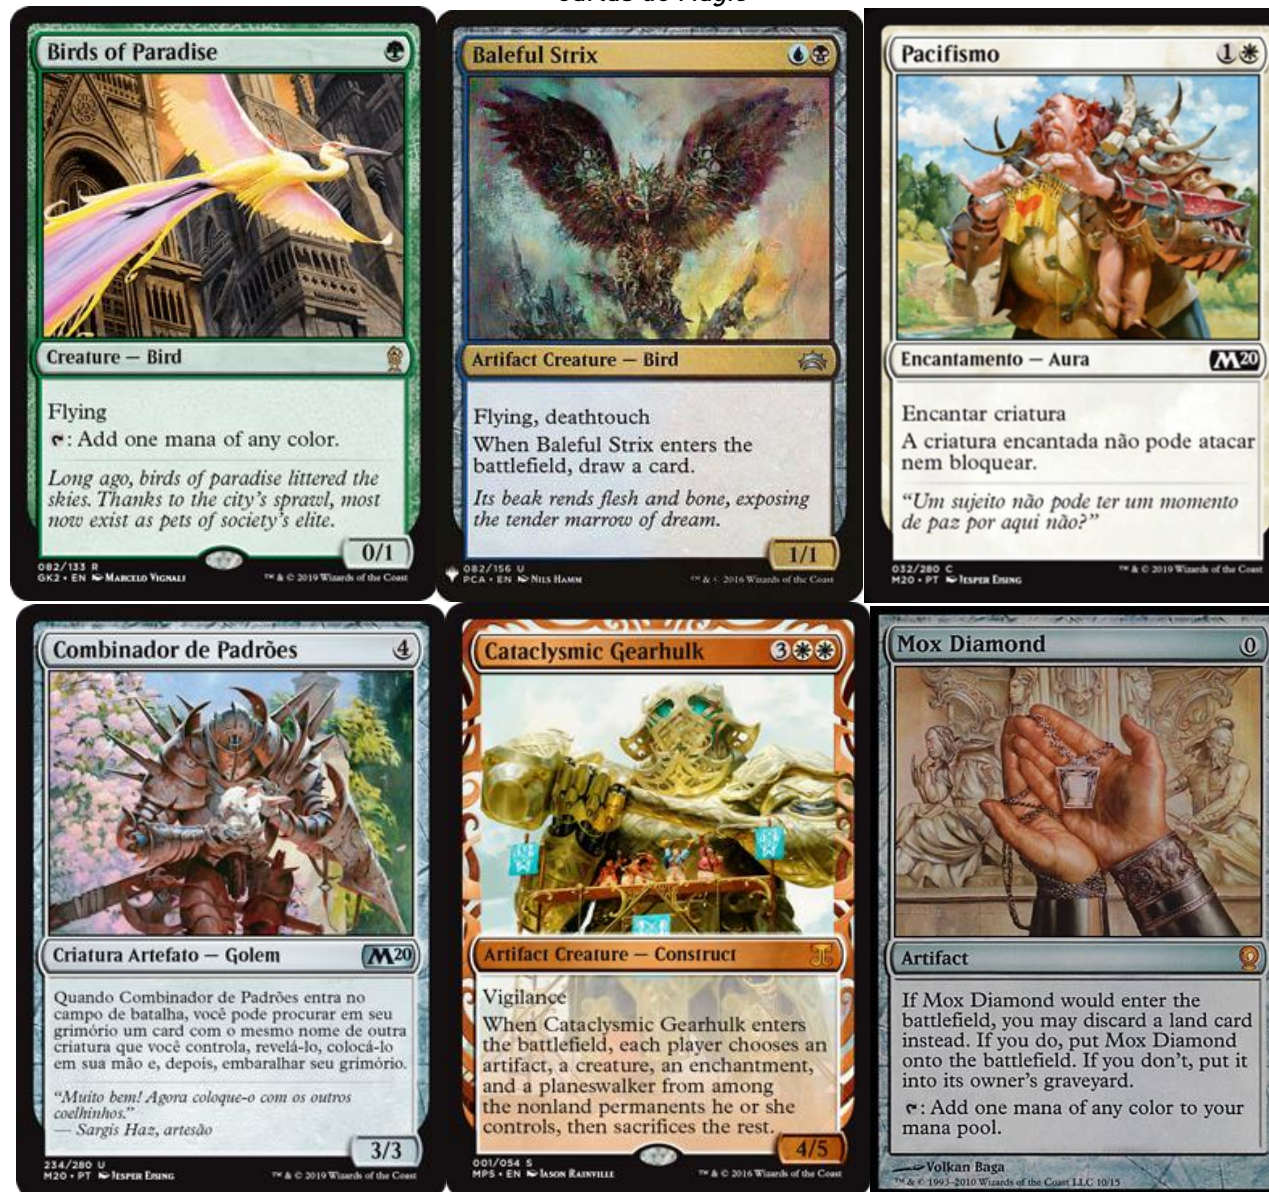 Birds of Paradise
Creature — Bird
Flying
: Add one mana of any color.
Long ago, birds of paradise littered the
skies. Thanks to the city's sprawl, most
now exist as pets of society's elite.
0/1
082/133 R
GK2 • EN Marcelo Vignali
™ & © 2019 Wizards of the Coast
Baleful Strix
Artifact Creature — Bird
Flying, deathtouch
When Baleful Strix enters the
battlefield, draw a card.
Its beak rends flesh and bone, exposing
the tender marrow of dream.
1/1
082/156 U
PCA • EN Nils Hamm
™ & © 2016 Wizards of the Coast
Pacifismo 1
Encantamento — Aura M20
Encantar criatura
A criatura encantada não pode atacar
nem bloquear.
“Um sujeito não pode ter um momento
de paz por aqui não?”
032/280 C
M20 • PT Jesper Ejsing
™ & © 2019 Wizards of the Coast
Combinador de Padrões 4
Criatura Artefato — Golem M20
Quando Combinador de Padrões entra no
campo de batalha, você pode procurar em seu
grimório um card com o mesmo nome de outra
criatura que você controla, revelá-lo, colocá-lo
em sua mão e, depois, embaralhar seu grimório.
“Muito bem! Agora coloque-o com os outros
coelhinhos.”
— Sargis Haz, artesão
3/3
234/280 U
M20 • PT Jesper Ejsing
™ & © 2019 Wizards of the Coast
Cataclysmic Gearhulk 3
Artifact Creature — Construct
Vigilance
When Cataclysmic Gearhulk enters
the battlefield, each player chooses an
artifact, a creature, an enchantment,
and a planeswalker from among
the nonland permanents he or she
controls, then sacrifices the rest.
4/5
001/054 S
MPS • EN Jason Rainville
™ & © 2016 Wizards of the Coast
Mox Diamond 0
Artifact
If Mox Diamond would enter the
battlefield, you may discard a land card
instead. If you do, put Mox Diamond
onto the battlefield. If you don't, put it
into its owner's graveyard.
: Add one mana of any color to your
mana pool.
Volkan Baga
™ & © 1993–2010 Wizards of the Coast LLC 10/15